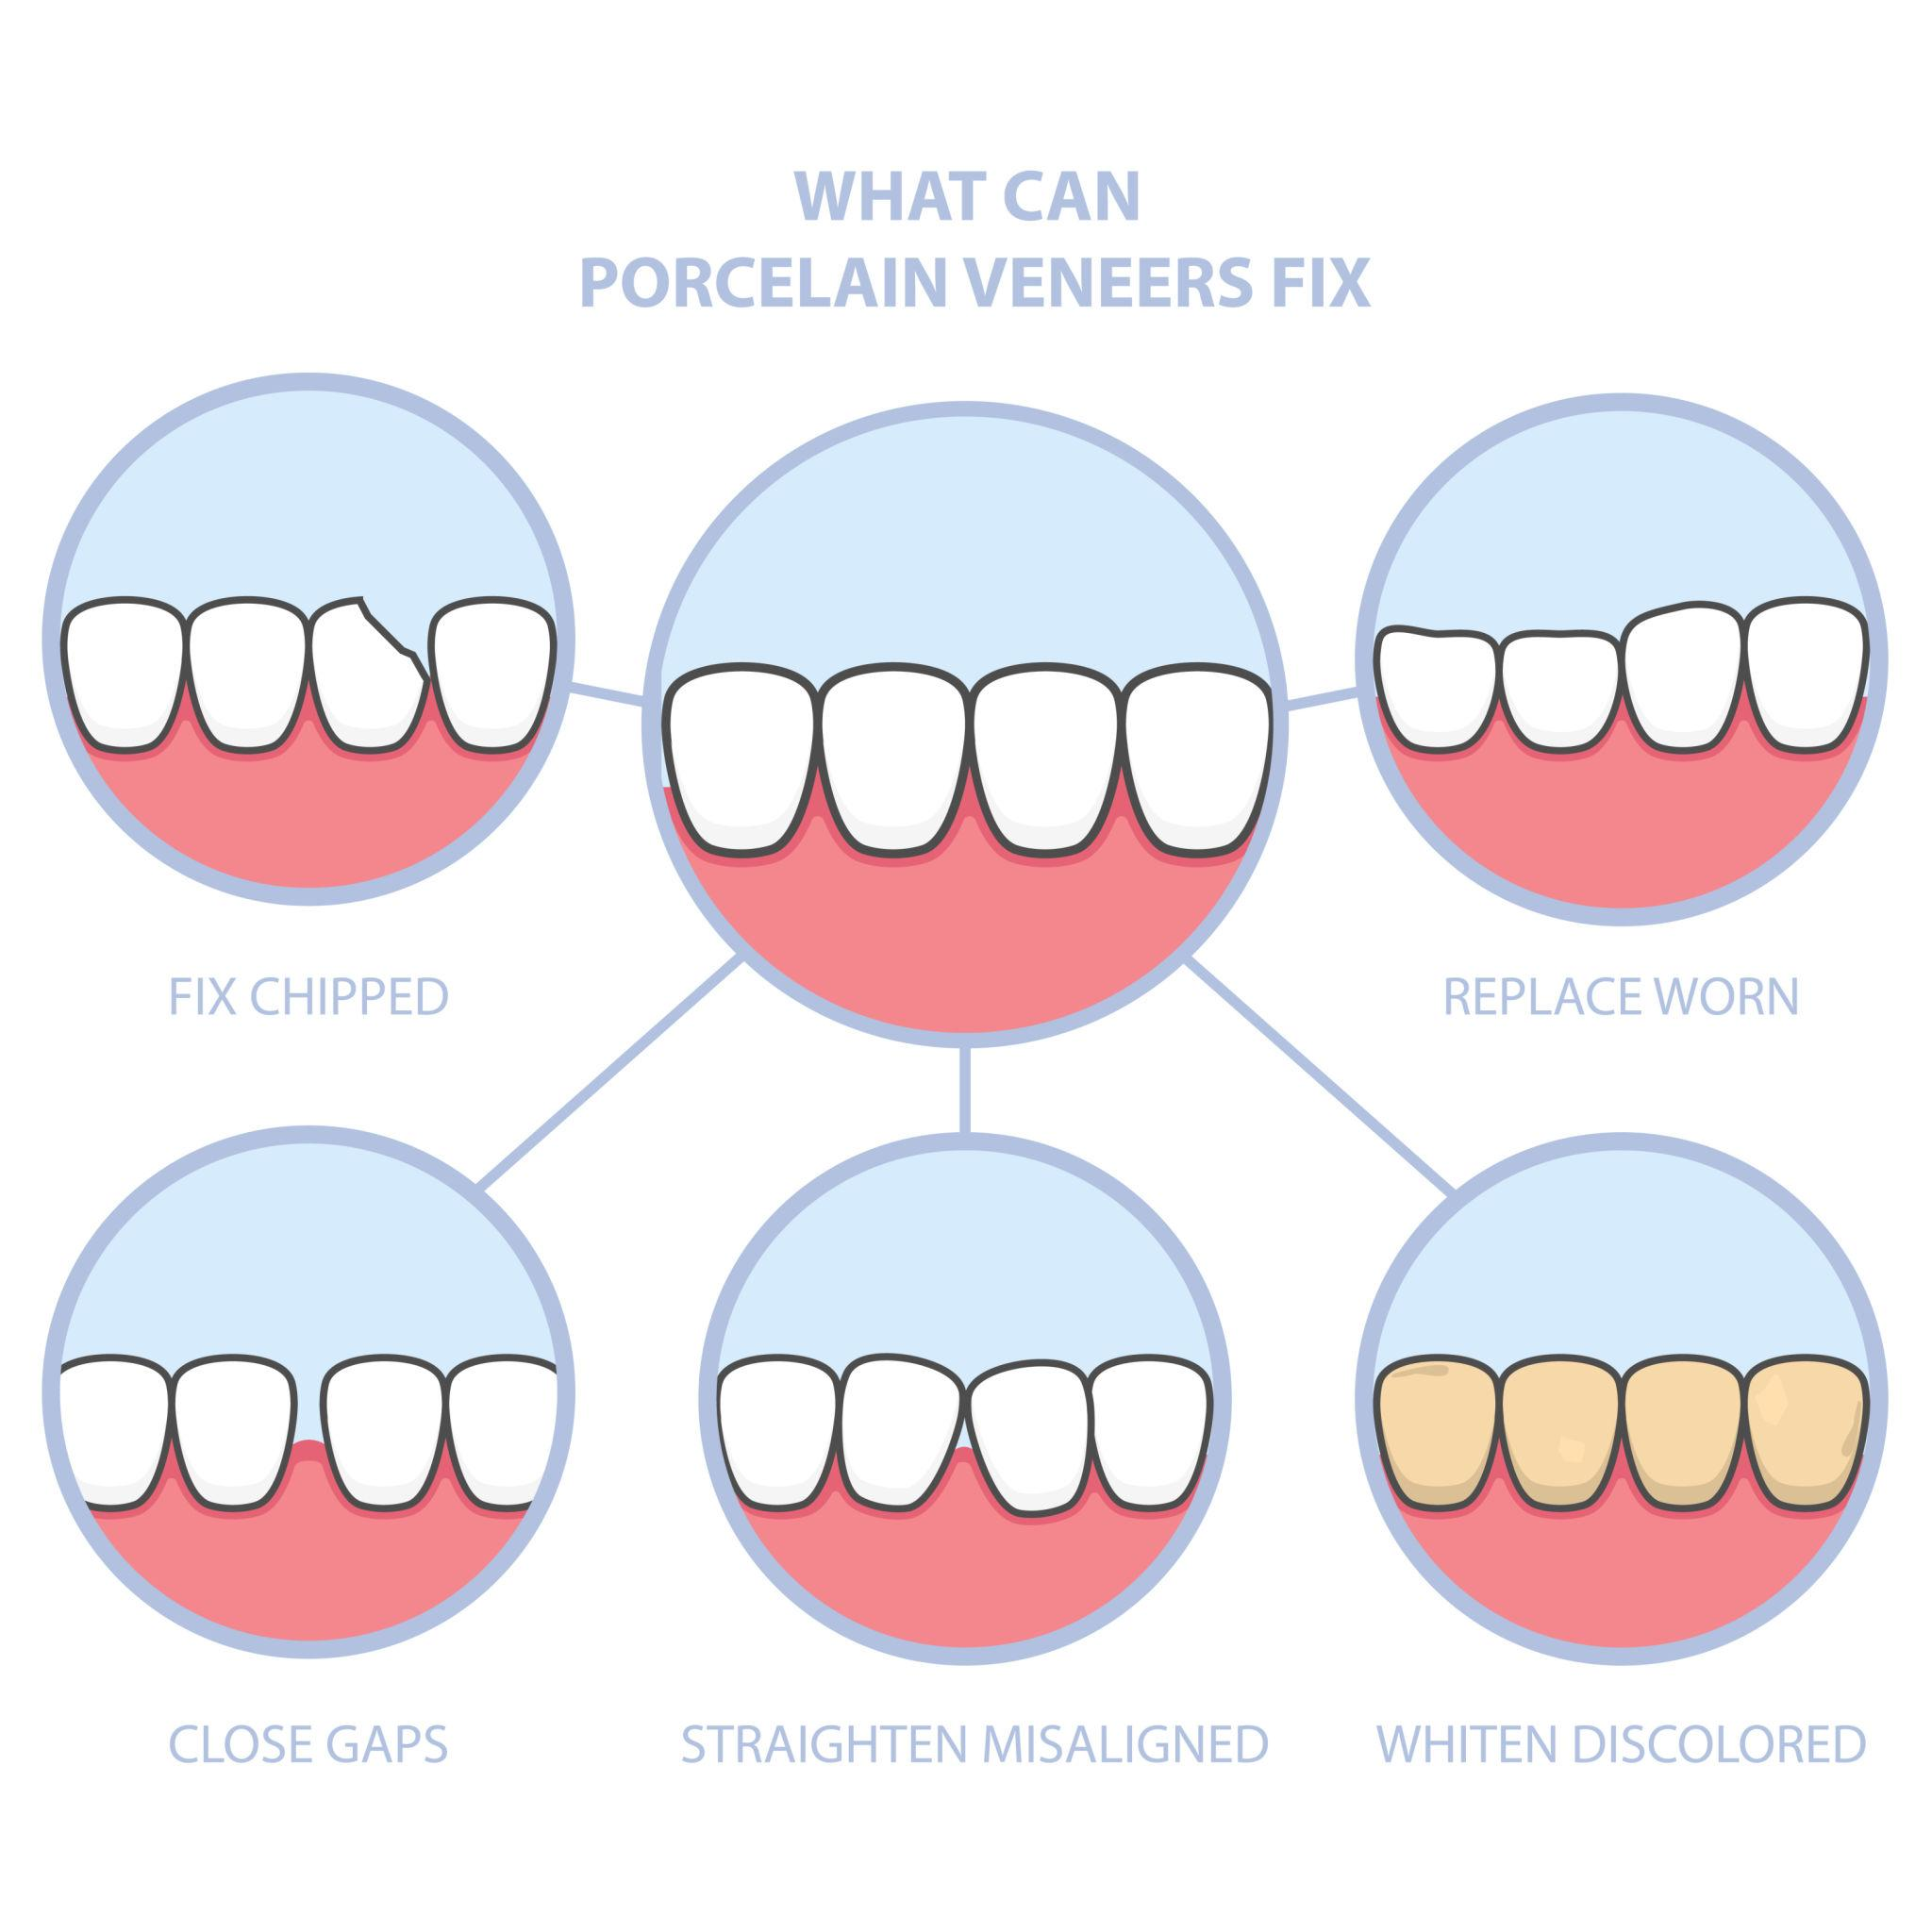 WHAT CAN
PORCELAIN VENEERS FIX
FIX CHIPPED
REPLACE WORN
CLOSE GAPS
STRAIGHTEN MISALIGNED
WHITEN DISCOLORED